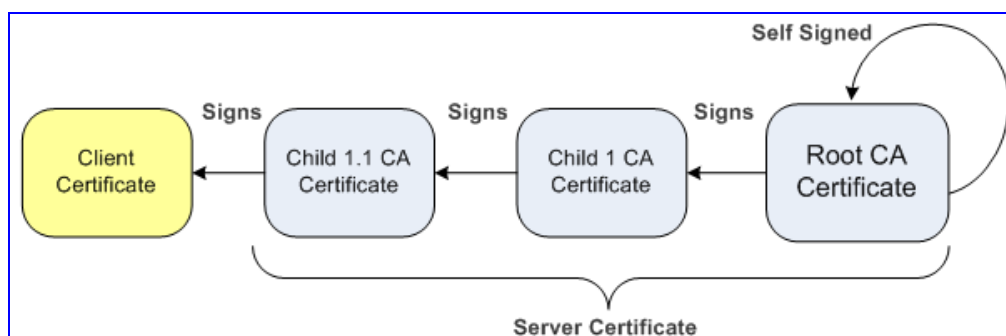 Self Signed
Signs
Signs
Signs
Client
Certificate
Child 1.1 CA
Certificate
Child 1 CA
Certificate
Root CA
Certificate
Server Certificate